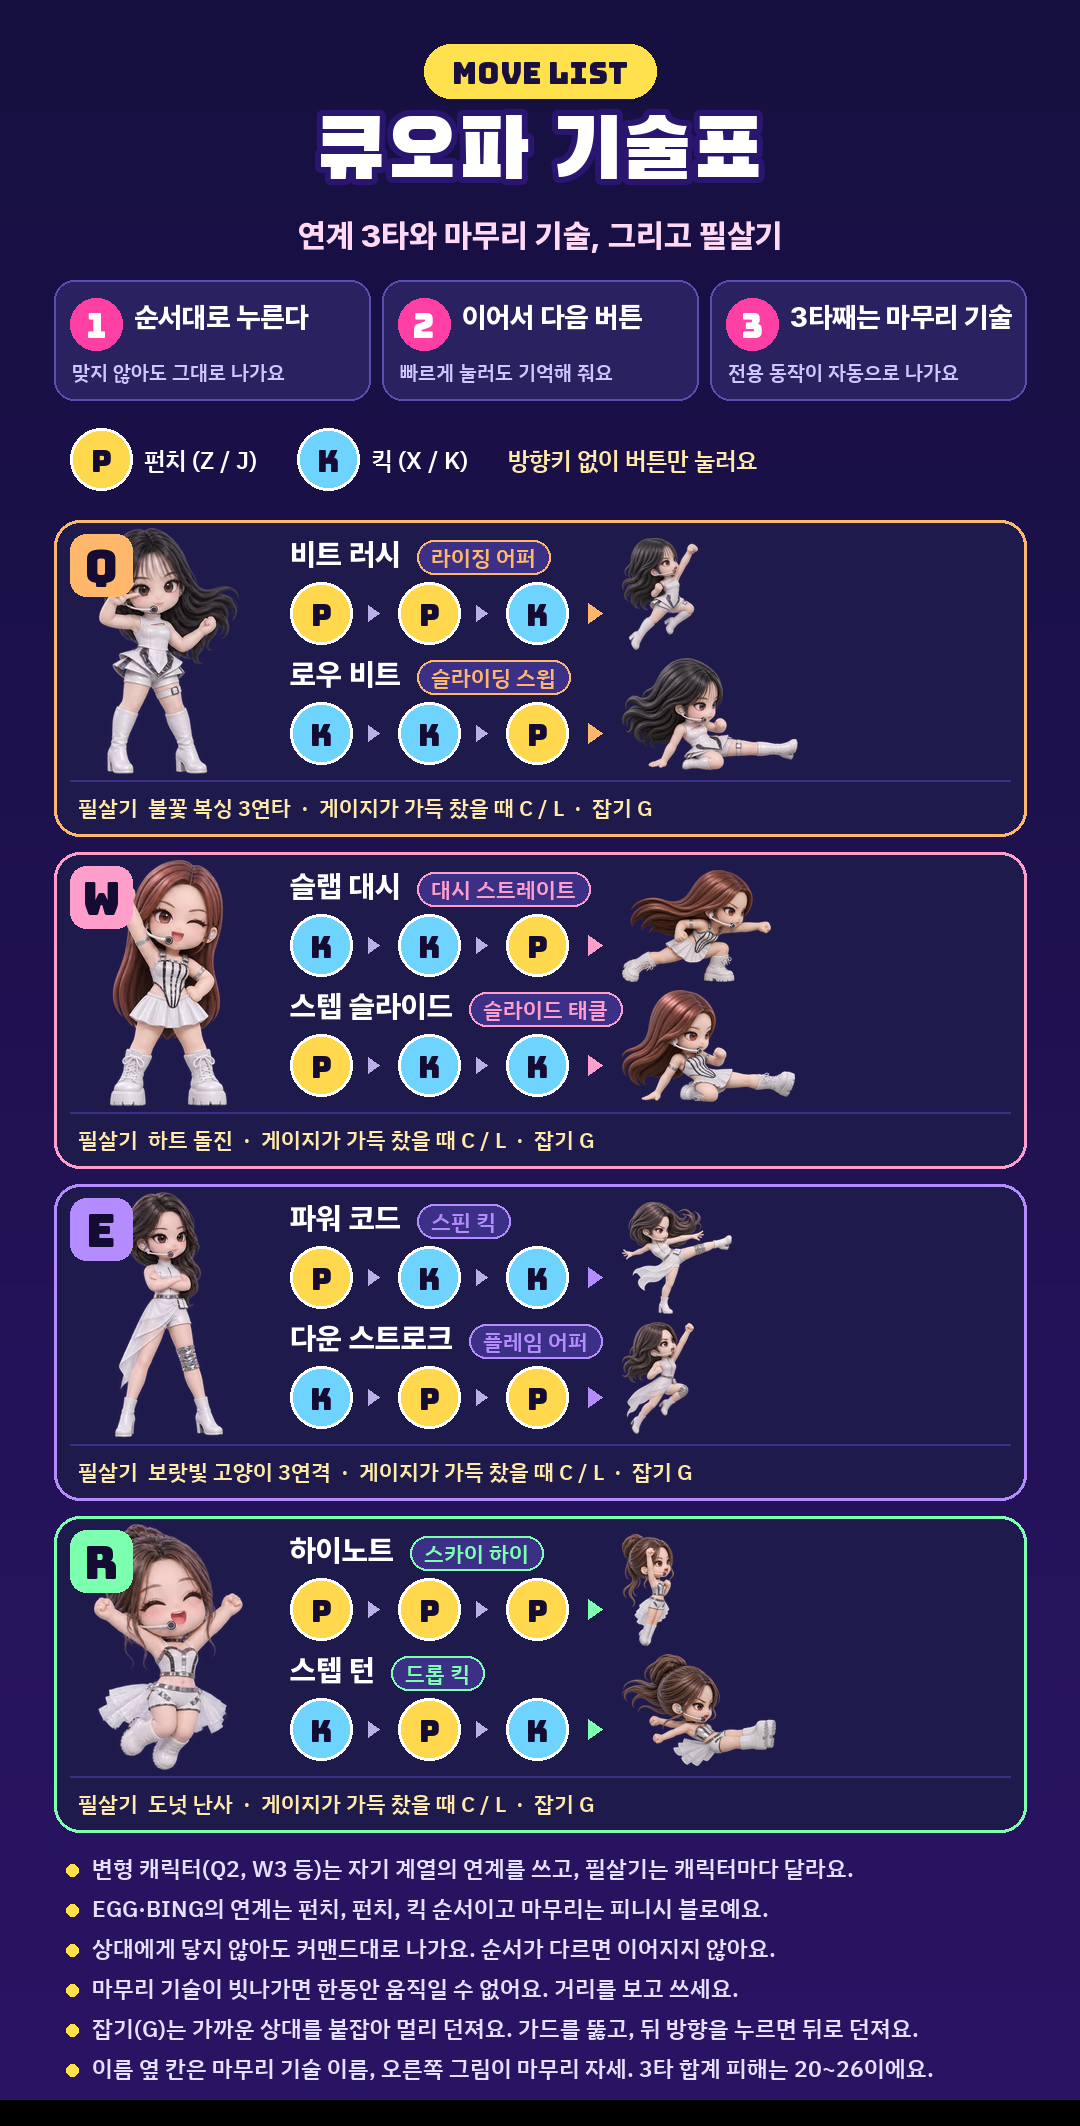 MOVE LIST
큐오파 기술표
연계 3타와 마무리 기술, 그리고 필살기
1 순서대로 누른다
맞지 않아도 그대로 나가요
2 이어서 다음 버튼
빠르게 눌러도 기억해 줘요
3 3타째는 마무리 기술
전용 동작이 자동으로 나가요
P 펀치 (Z / J) K 킥 (X / K) 방향키 없이 버튼만 눌러요
Q
비트 러시 라이징 어퍼
P P K
로우 비트 슬라이딩 스윕
K K P
필살기 불꽃 복싱 3연타 · 게이지가 가득 찼을 때 C / L · 잡기 G
W
슬랩 대시 대시 스트레이트
K K P
스텝 슬라이드 슬라이드 태클
P K K
필살기 하트 돌진 · 게이지가 가득 찼을 때 C / L · 잡기 G
E
파워 코드 스핀 킥
P K K
다운 스트로크 플레임 어퍼
K P P
필살기 보랏빛 고양이 3연격 · 게이지가 가득 찼을 때 C / L · 잡기 G
R
하이노트 스카이 하이
P P P
스텝 턴 드롭 킥
K P K
필살기 도넛 난사 · 게이지가 가득 찼을 때 C / L · 잡기 G
변형 캐릭터(Q2, W3 등)는 자기 계열의 연계를 쓰고, 필살기는 캐릭터마다 달라요.
EGG·BING의 연계는 펀치, 펀치, 킥 순서이고 마무리는 피니시 블로예요.
상대에게 닿지 않아도 커맨드대로 나가요. 순서가 다르면 이어지지 않아요.
마무리 기술이 빗나가면 한동안 움직일 수 없어요. 거리를 보고 쓰세요.
잡기(G)는 가까운 상대를 붙잡아 멀리 던져요. 가드를 뚫고, 뒤 방향을 누르면 뒤로 던져요.
이름 옆 칸은 마무리 기술 이름, 오른쪽 그림이 마무리 자세. 3타 합계 피해는 20~26이에요.